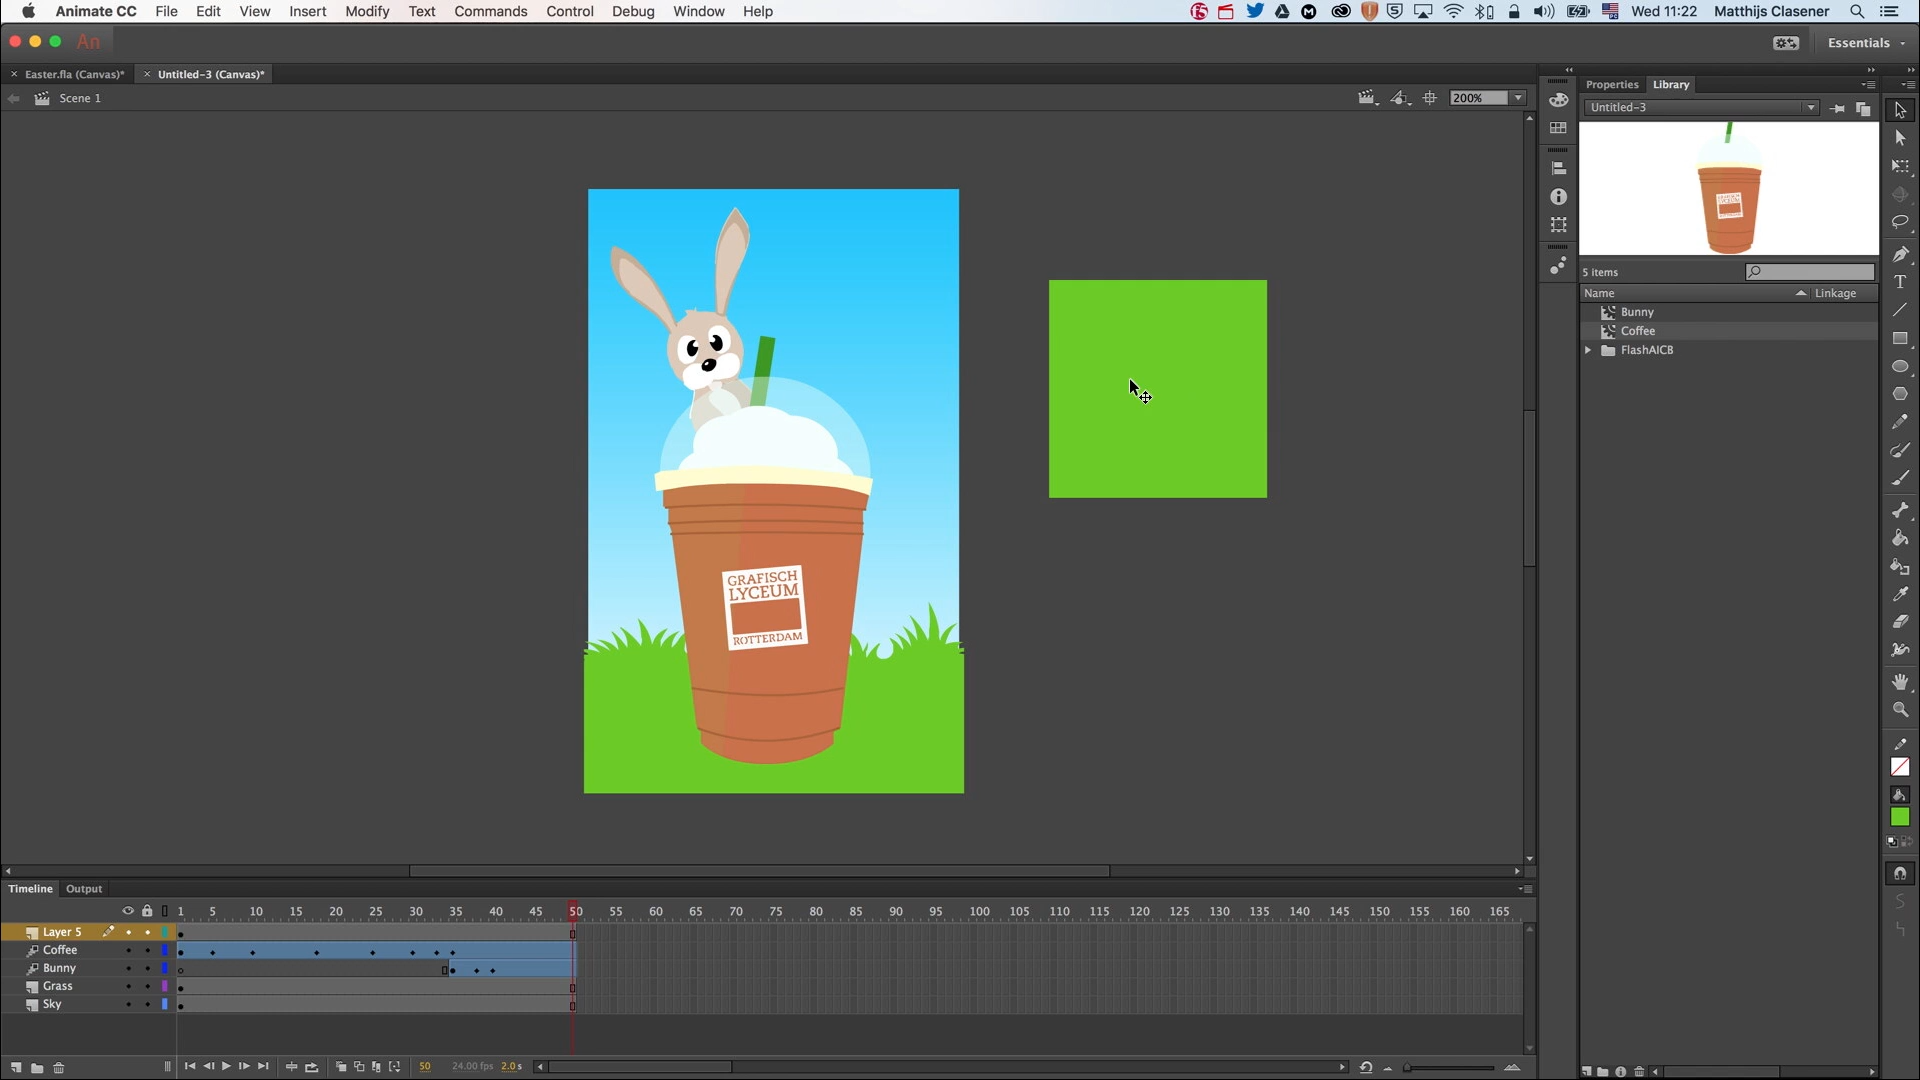 Animate CC File Edit View Insert Modify Text Commands Control Debug Window Help Wed 11:22 Matthijs Clasener
An Essentials
× Easter.fla (Canvas)* × Untitled-3 (Canvas)*
Scene 1 200%
Properties Library
Untitled-3
5 items
Name Linkage
Bunny
Coffee
FlashAICB
GRAFISCH
LYCEUM
ROTTERDAM
Timeline Output
1 5 10 15 20 25 30 35 40 45 50 55 60 65 70 75 80 85 90 95 100 105 110 115 120 125 130 135 140 145 150 155 160 165
Layer 5
Coffee
Bunny
Grass
Sky
50 24.00 fps 2.0 s